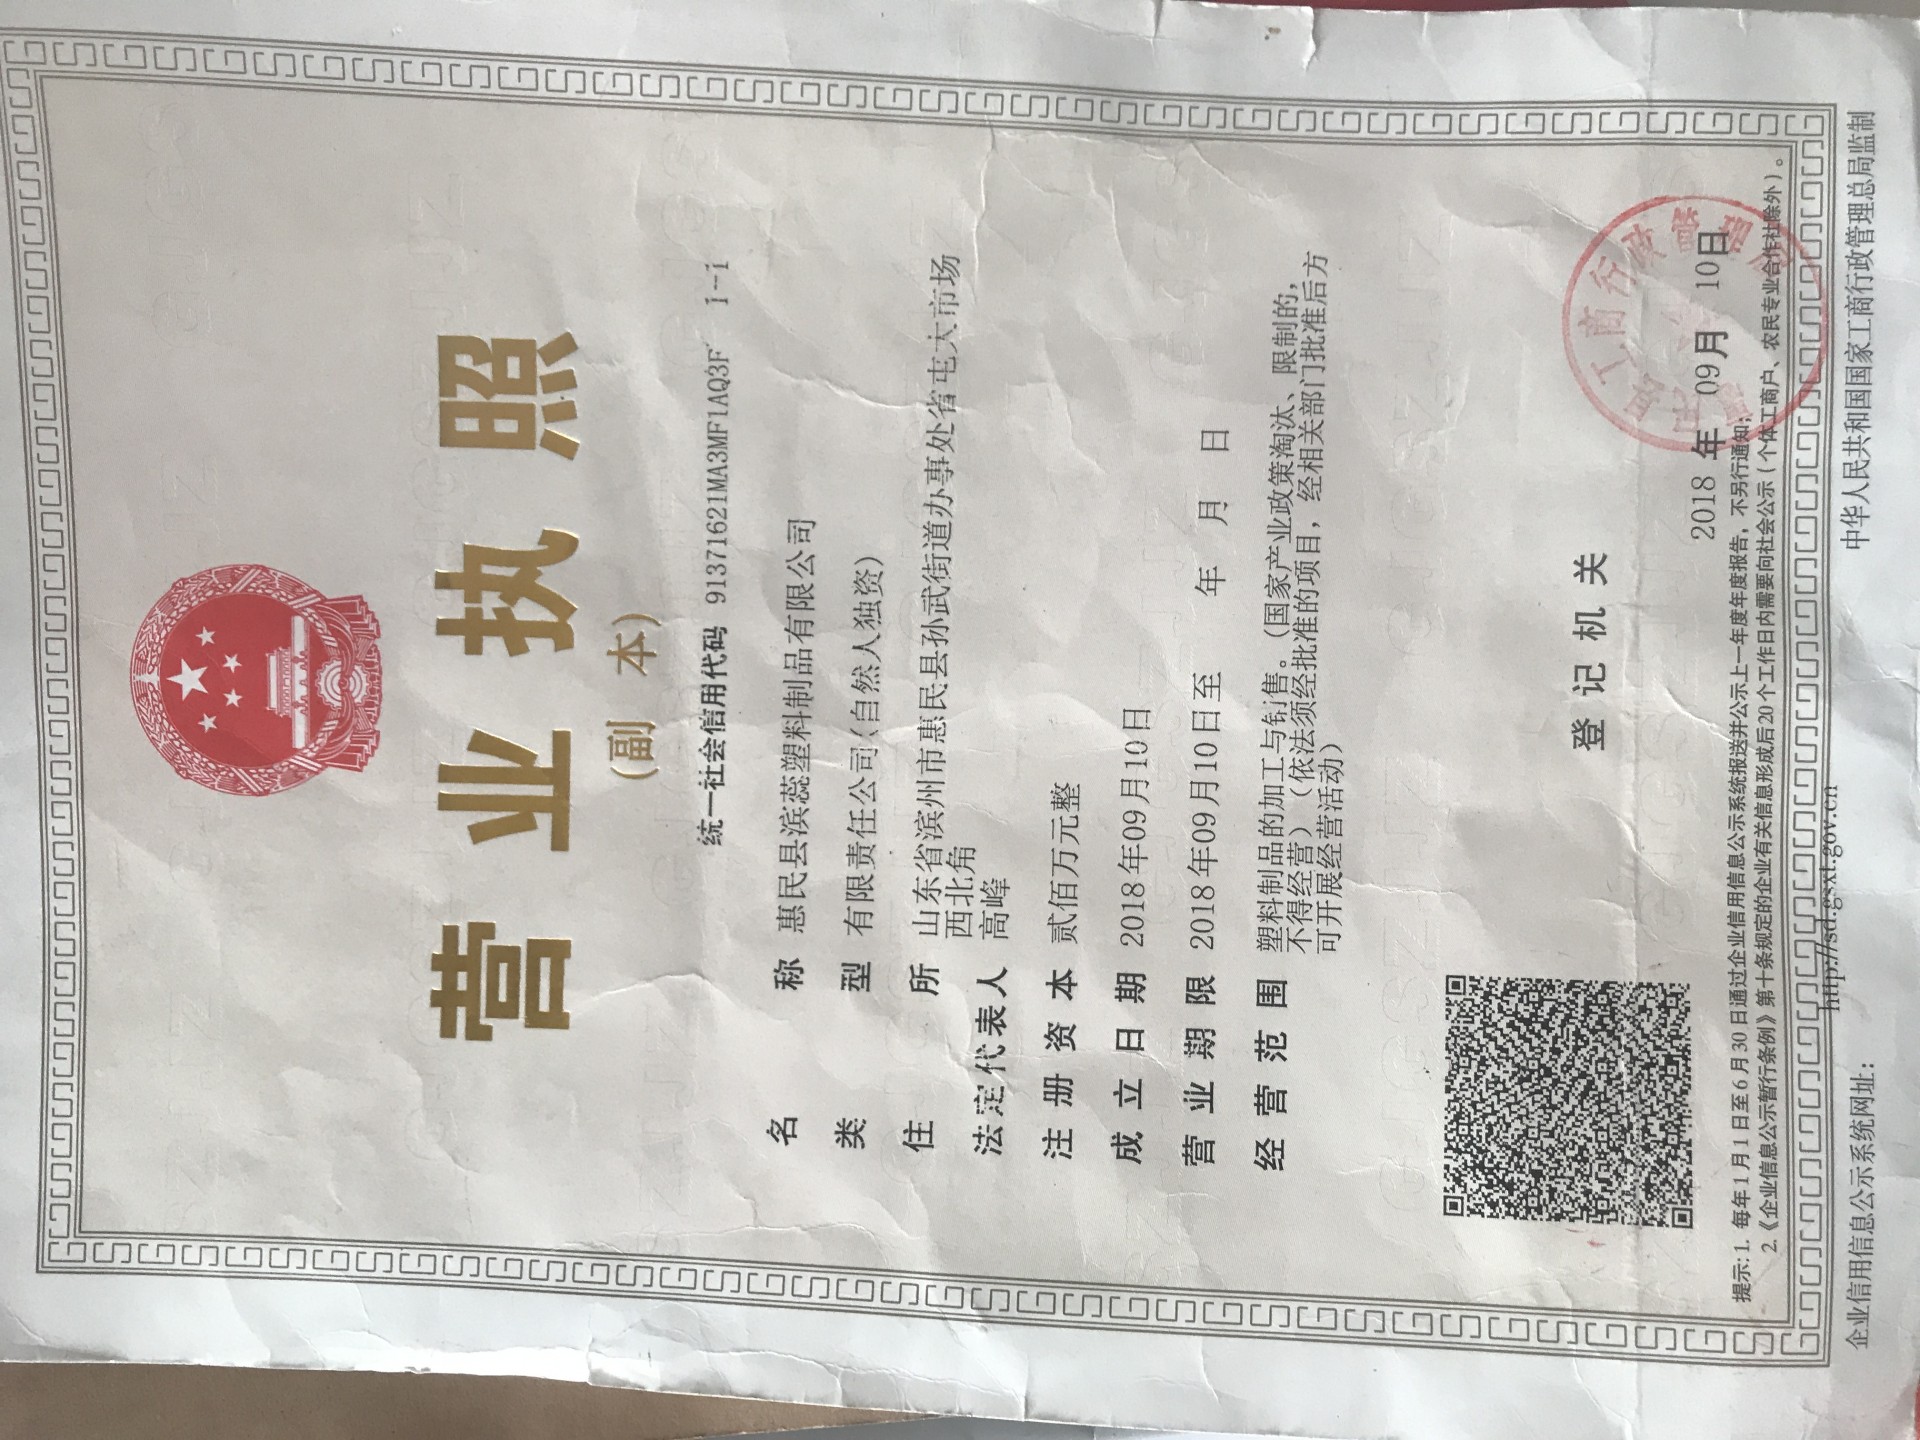 营业执照
(副 本)
统一社会信用代码 91371621MA3MF1AQ3F 1-1
名称 惠民县滨蕊塑料制品有限公司
类型 有限责任公司(自然人独资)
住所 山东省滨州市惠民县孙武街道办事处省屯大市场
西北角
法定代表人 高峰
注册资本 贰佰万元整
成立日期 2018年09月10日
营业期限 2018年09月10日至 年 月 日
经营范围 塑料制品的加工与销售。(国家产业政策淘汰、限制的,
不得经营)(依法须经批准的项目,经相关部门批准后方
可开展经营活动)
登记机关
2018 年 09月 10日
提示:1. 每年1月1日至6月30日通过企业信用信息公示系统报送并公示上一年度年度报告,不另行通知;
2.《企业信息公示暂行条例》第十条规定的企业有关信息形成后20个工作日内需要向社会公示(个体工商户、农民专业合作社除外)。
http://sd.gsxt.gov.cn
企业信用信息公示系统网址:
中华人民共和国国家工商行政管理总局监制